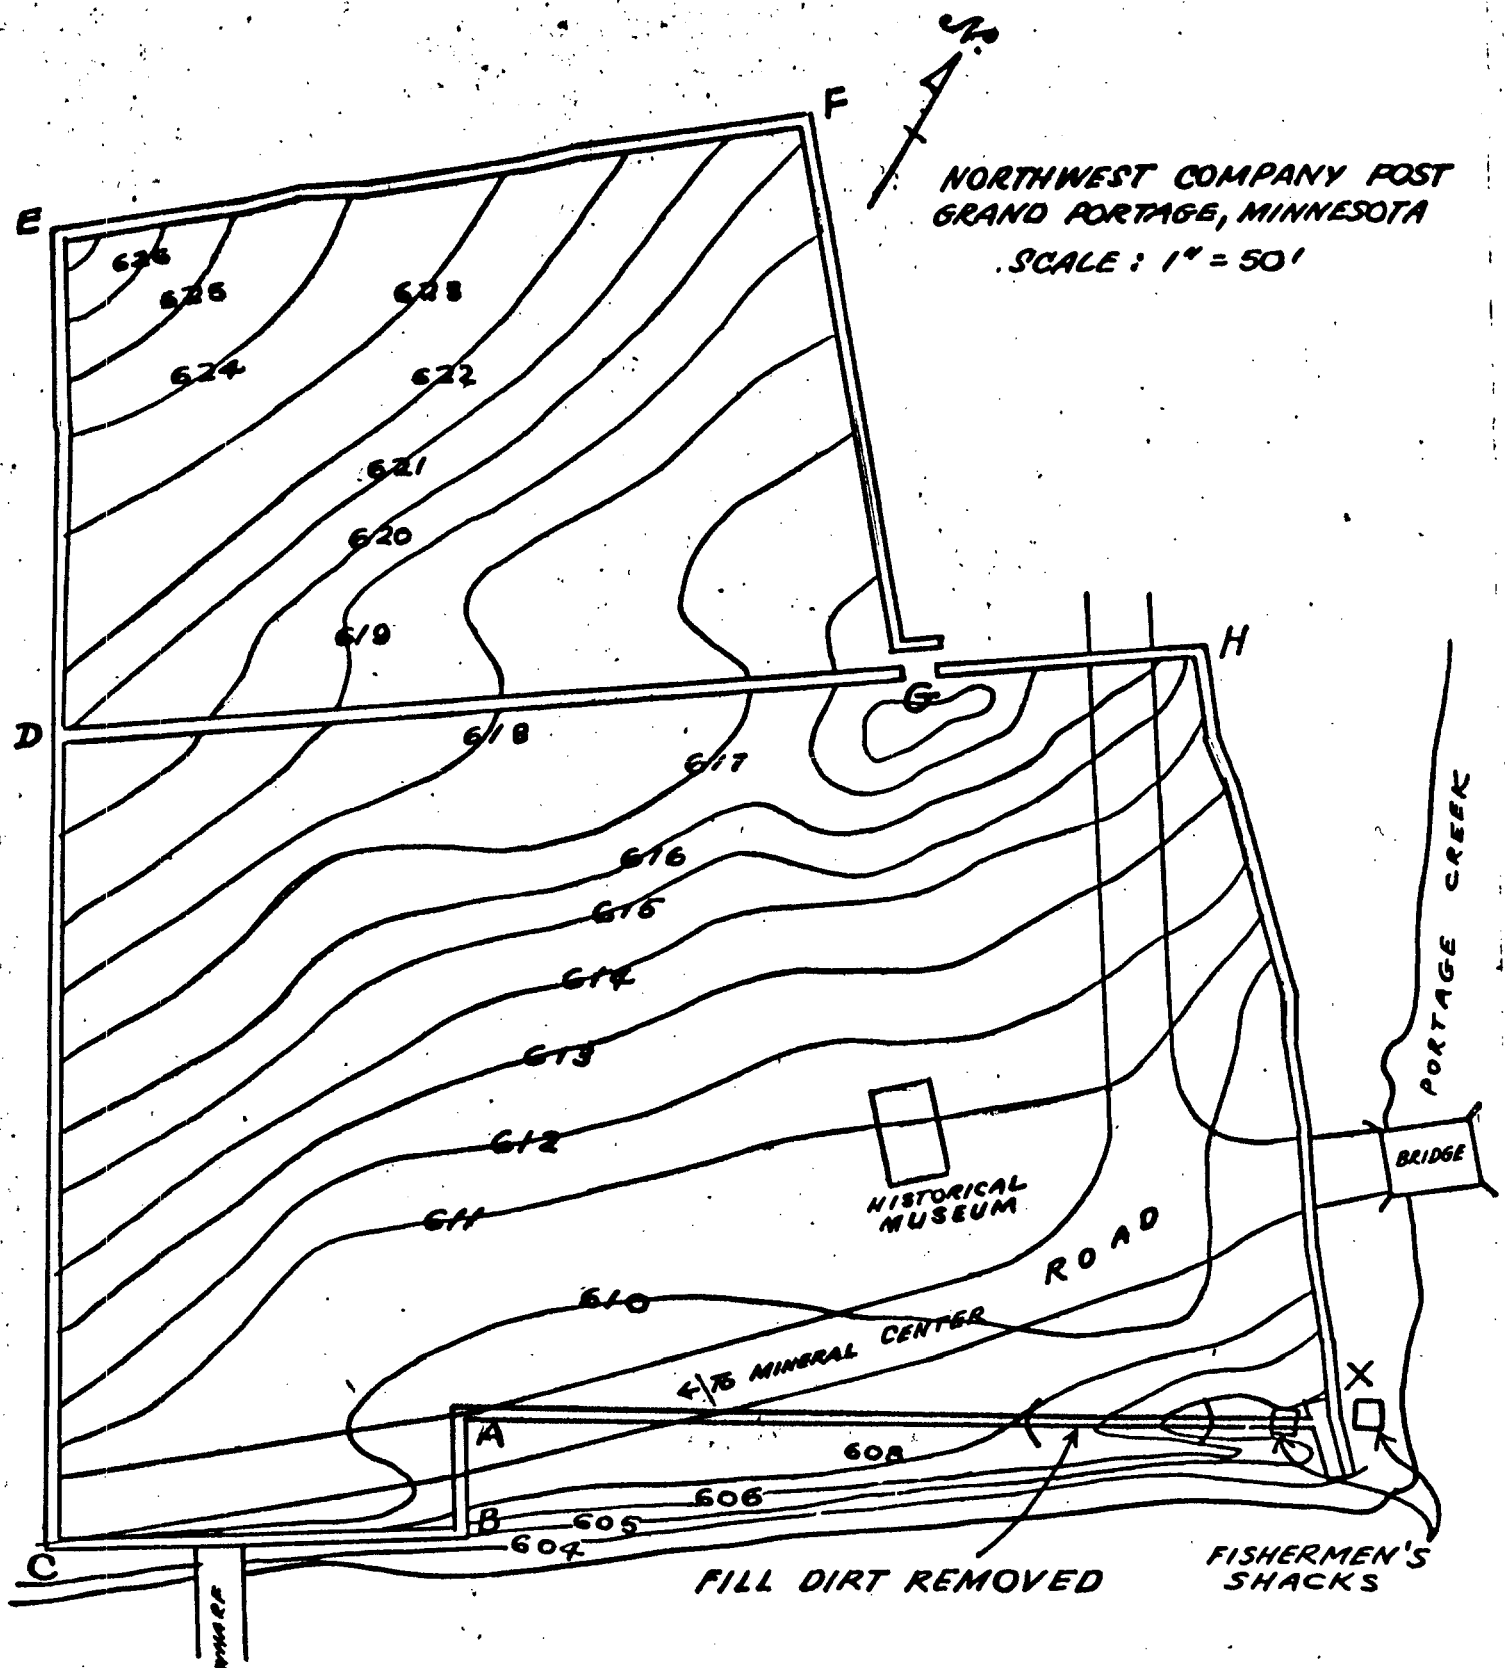 N.
F
NORTHWEST COMPANY POST
GRAND PORTAGE, MINNESOTA
SCALE : 1" = 50'
E
626
625
623
624
622
621
620
619
H
G
D
618
617
616
615
614
613
612
611
610
PORTAGE CREEK
BRIDGE
HISTORICAL
MUSEUM
ROAD
← TO MINERAL CENTER
X
A
608
606
B
605
604
C
FILL DIRT REMOVED
FISHERMEN'S
SHACKS
WHARF